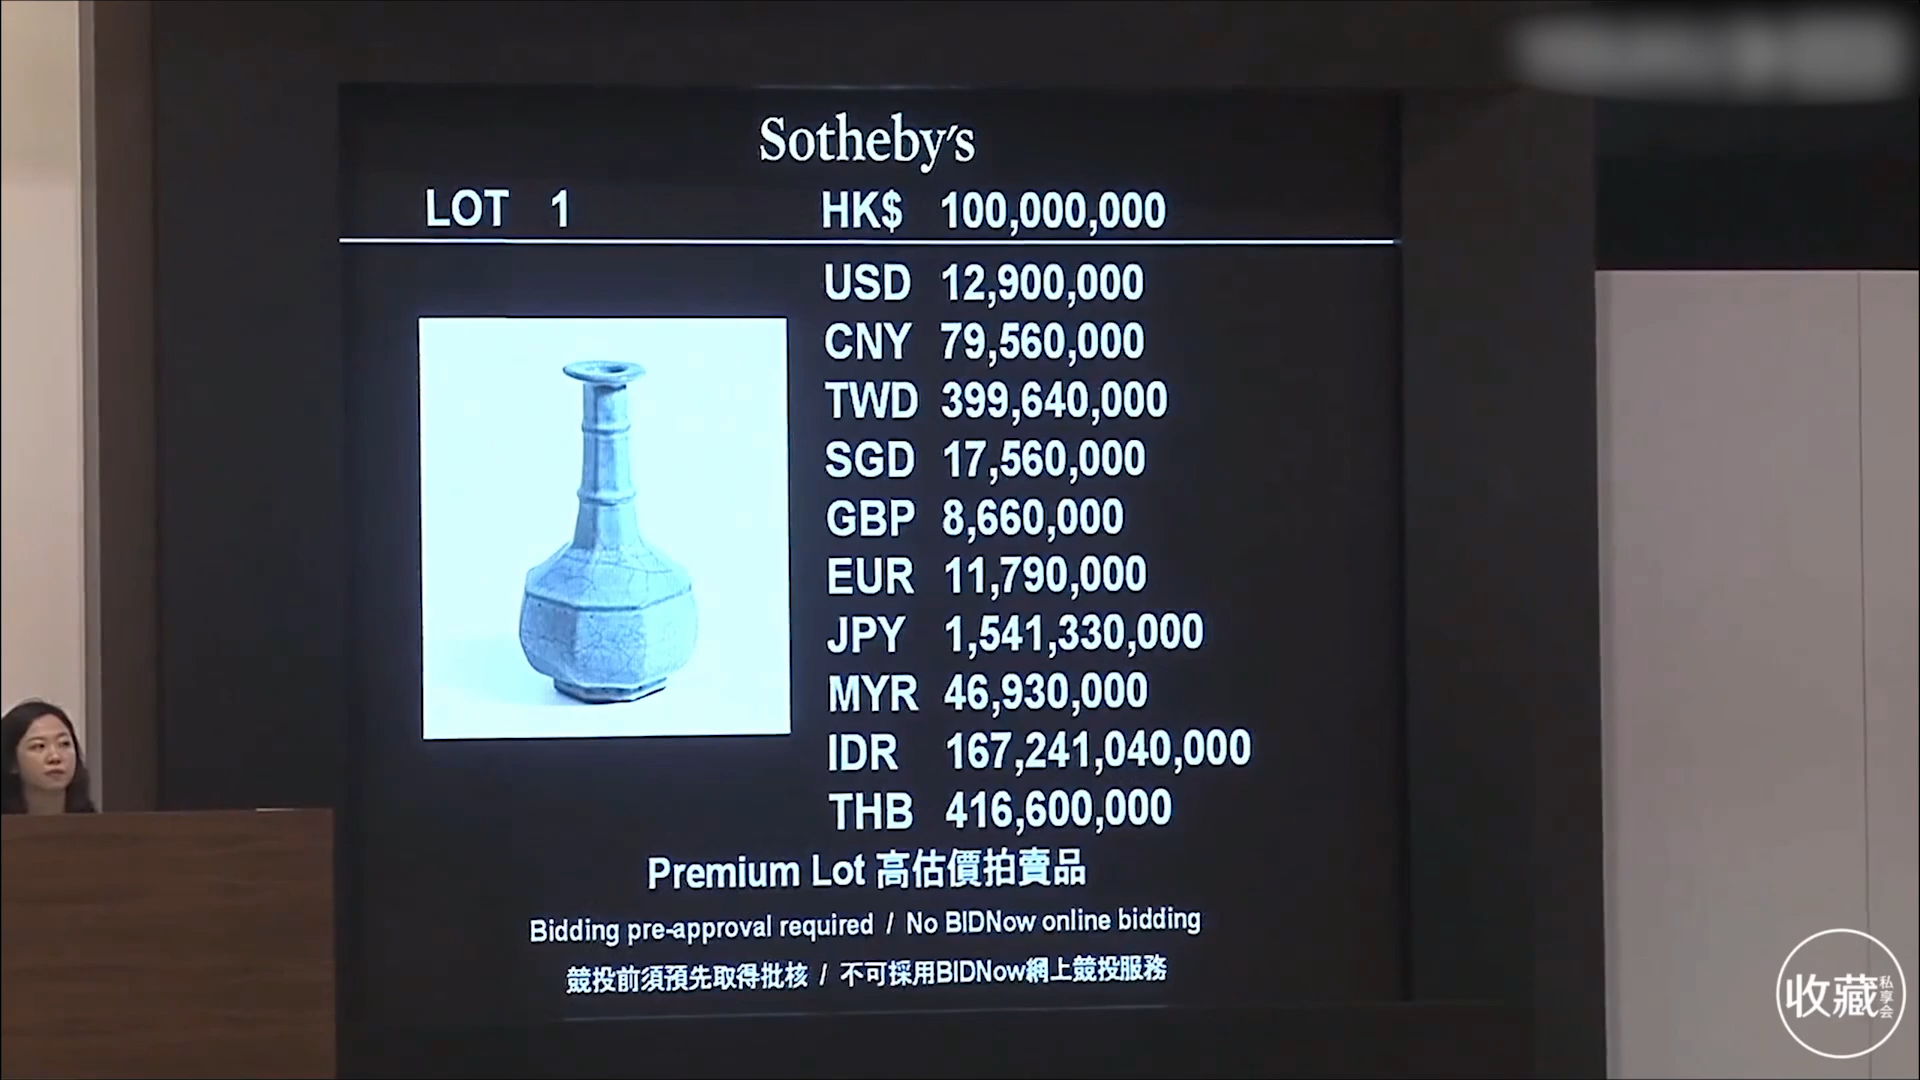 Sotheby's
LOT 1 HK$ 100,000,000
USD 12,900,000
CNY 79,560,000
TWD 399,640,000
SGD 17,560,000
GBP 8,660,000
EUR 11,790,000
JPY 1,541,330,000
MYR 46,930,000
IDR 167,241,040,000
THB 416,600,000
Premium Lot 高估價拍賣品
Bidding pre-approval required / No BIDNow online bidding
競投前須預先取得批核 / 不可採用BIDNow網上競投服務
收藏私享会